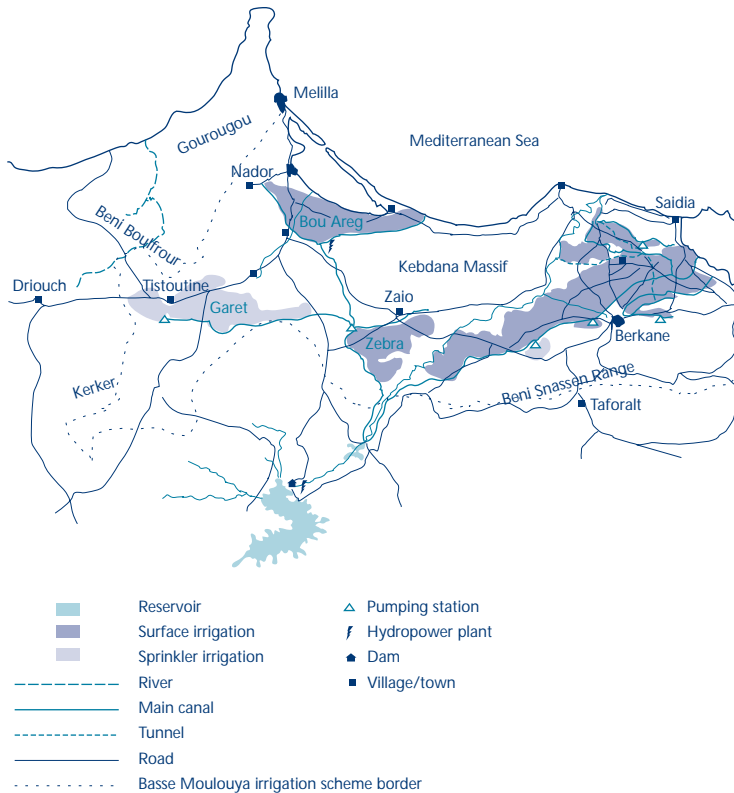 Melilla
Gourougou
Mediterranean Sea
Nador
Saidia
Beni Bouifrour
Bou Areg
Kebdana Massif
Driouch
Tistoutine
Garet
Zaio
Zebra
Berkane
Kerker
Beni Snassen Range
Taforalt
Reservoir
Surface irrigation
Sprinkler irrigation
River
Main canal
Tunnel
Road
Basse Moulouya irrigation scheme border
Pumping station
Hydropower plant
Dam
Village/town